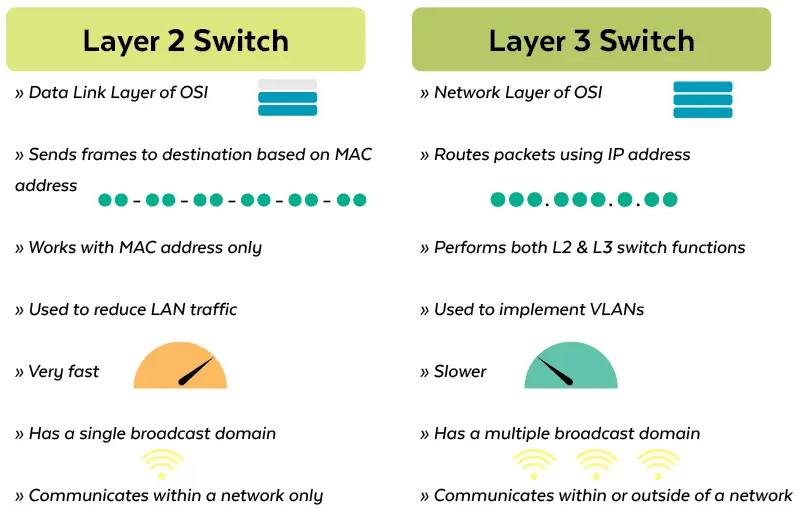 Layer 2 Switch
» Data Link Layer of OSI
» Sends frames to destination based on MAC
address
» Works with MAC address only
» Used to reduce LAN traffic
» Very fast
» Has a single broadcast domain
» Communicates within a network only
Layer 3 Switch
» Network Layer of OSI
» Routes packets using IP address
» Performs both L2 & L3 switch functions
» Used to implement VLANs
» Slower
» Has a multiple broadcast domain
» Communicates within or outside of a network